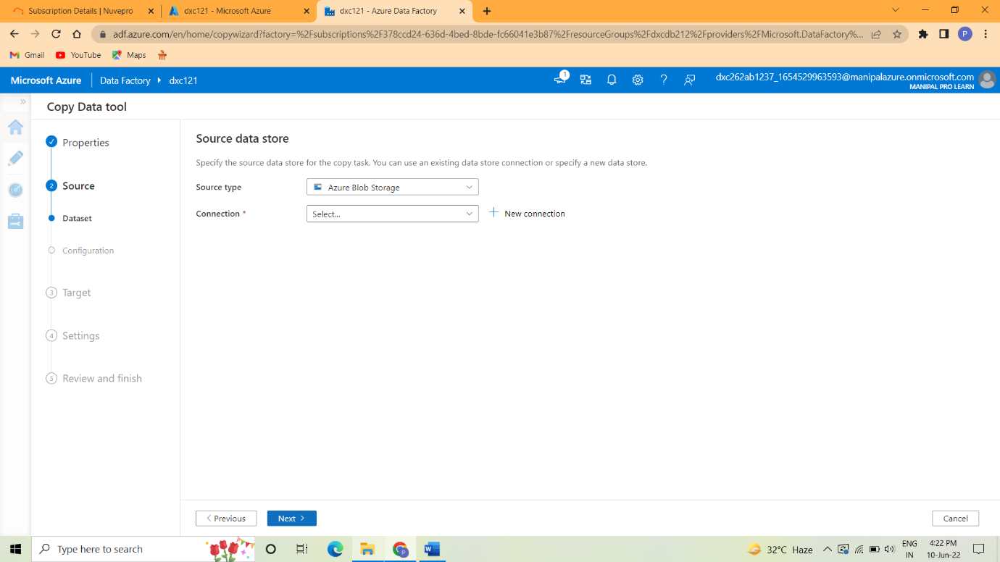 Subscription Details | Nuvepro
dxc121 - Microsoft Azure
dxc121 - Azure Data Factory
adf.azure.com/en/home/copywizard?factory=%2Fsubscriptions%2F378ccd24-636d-4bed-8bde-fc66041e3b87%2FresourceGroups%2Fdxcdb212%2Fproviders%2FMicrosoft.DataFactory%...
P
Gmail
YouTube
Maps
Microsoft Azure
Data Factory
dxc121
1
dxc262ab1237_1654529963593@manipalazure.onmicrosoft.com
MANIPAL PRO LEARN
Copy Data tool
Properties
2 Source
Dataset
Configuration
3 Target
4 Settings
5 Review and finish
Source data store
Specify the source data store for the copy task. You can use an existing data store connection or specify a new data store.
Source type
Azure Blob Storage
Connection *
Select...
New connection
Previous
Next
Cancel
Type here to search
P
W
32°C Haze
ENG
IN
4:22 PM
10-Jun-22